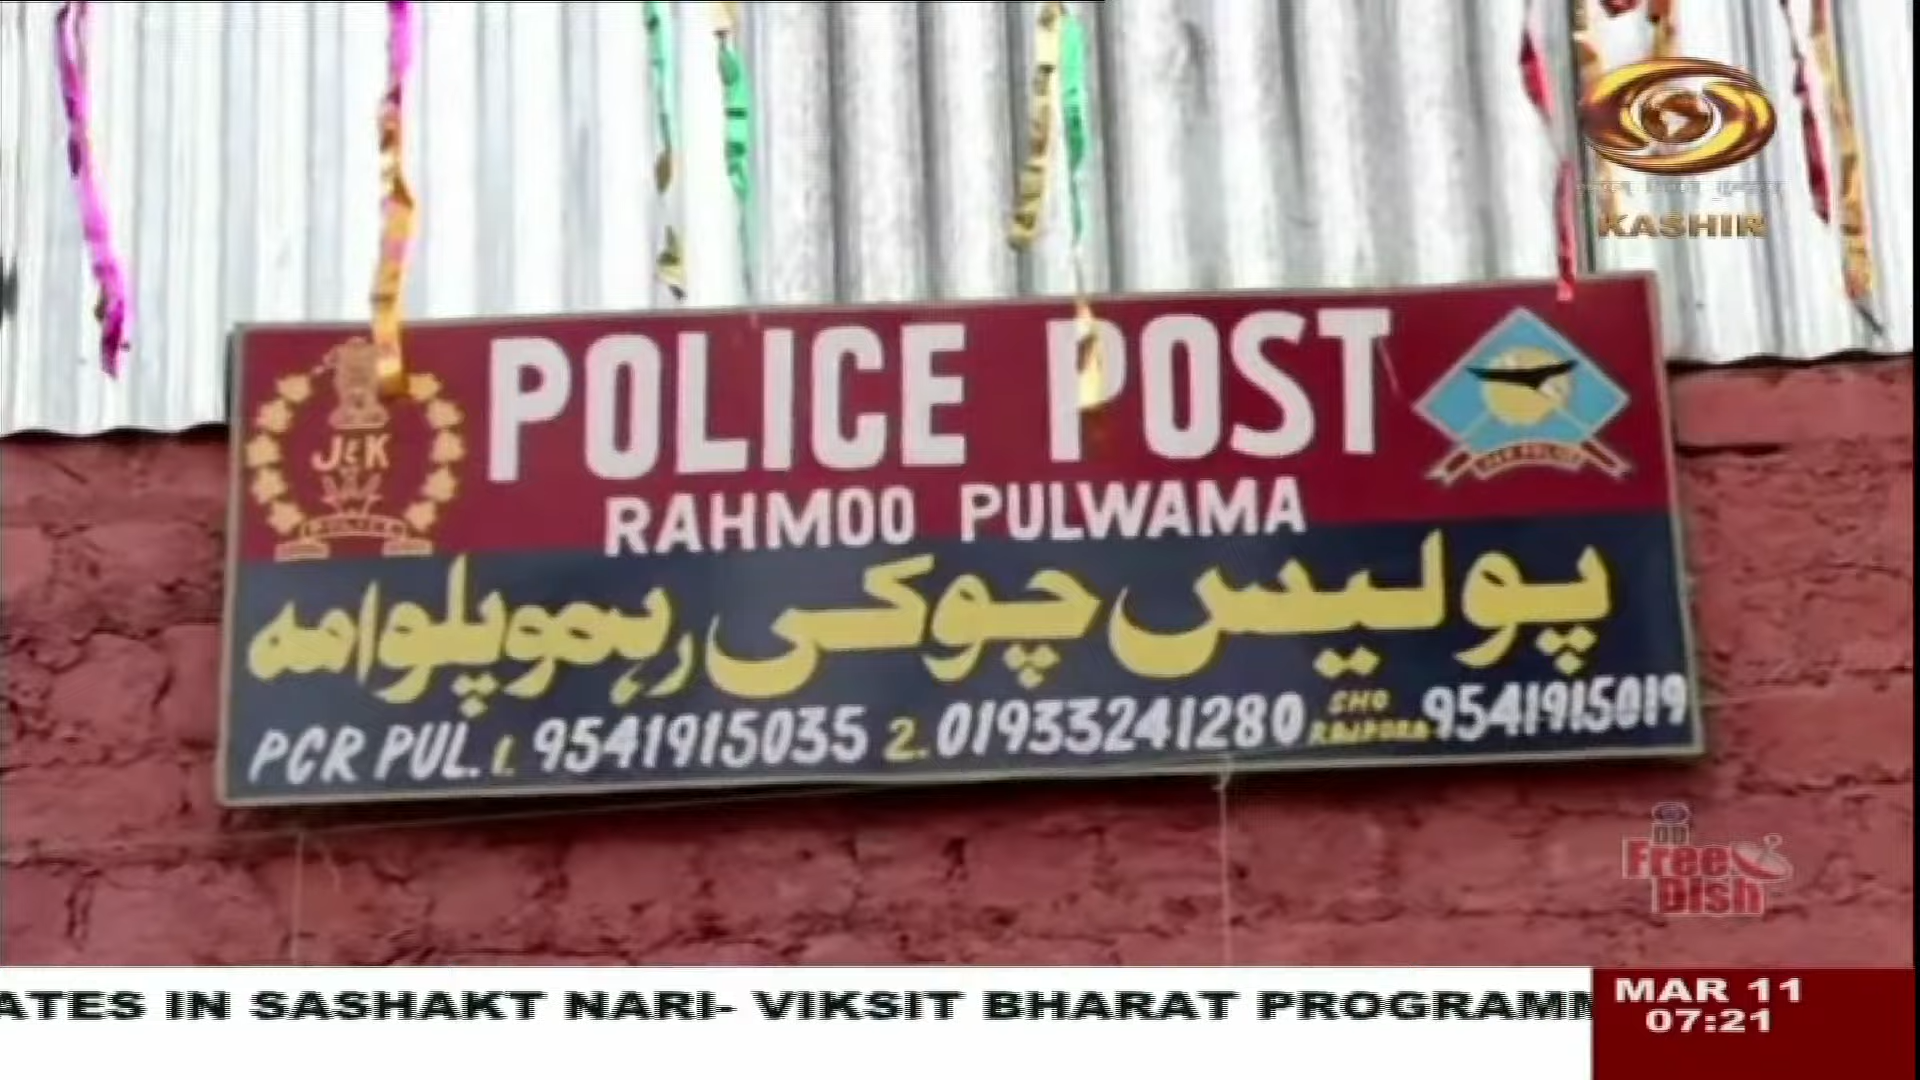 KASHIR
POLICE POST
J&K
RAHMOO PULWAMA
پولیس چوکی رہمو پلوامہ
PCR PUL. 1. 9541915035 2. 01933241280 SHO RAJPORA 9541915019
DD
Free
Dish
ATES IN SASHAKT NARI- VIKSIT BHARAT PROGRAMM
MAR 11
07:21